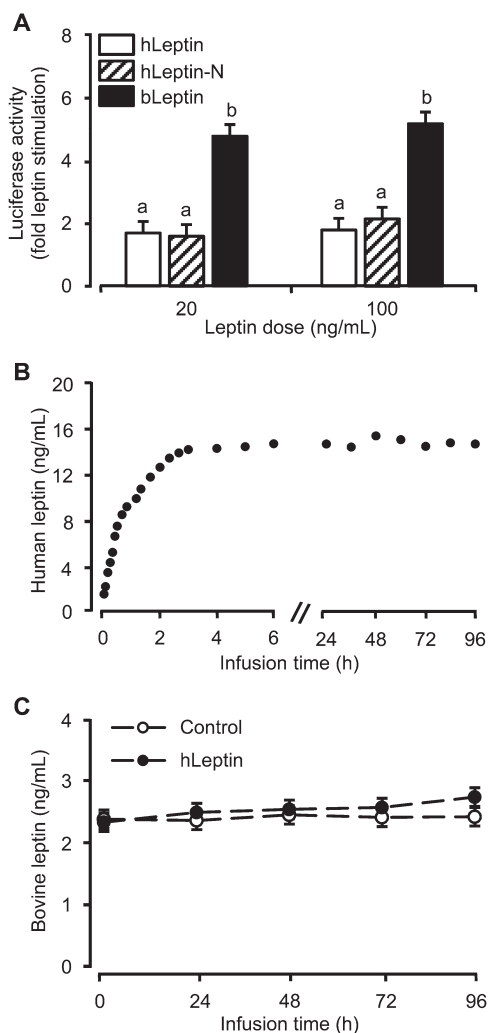 A
Luciferase activity
(fold leptin stimulation)
8
6
4
2
0
hLeptin
hLeptin-N
bLeptin
a
a
b
a
a
b
20
100
Leptin dose (ng/mL)
B
Human leptin (ng/mL)
20
16
12
8
4
0
0
2
4
6
24
48
72
96
Infusion time (h)
C
Bovine leptin (ng/mL)
4
3
2
1
0
Control
hLeptin
0
24
48
72
96
Infusion time (h)